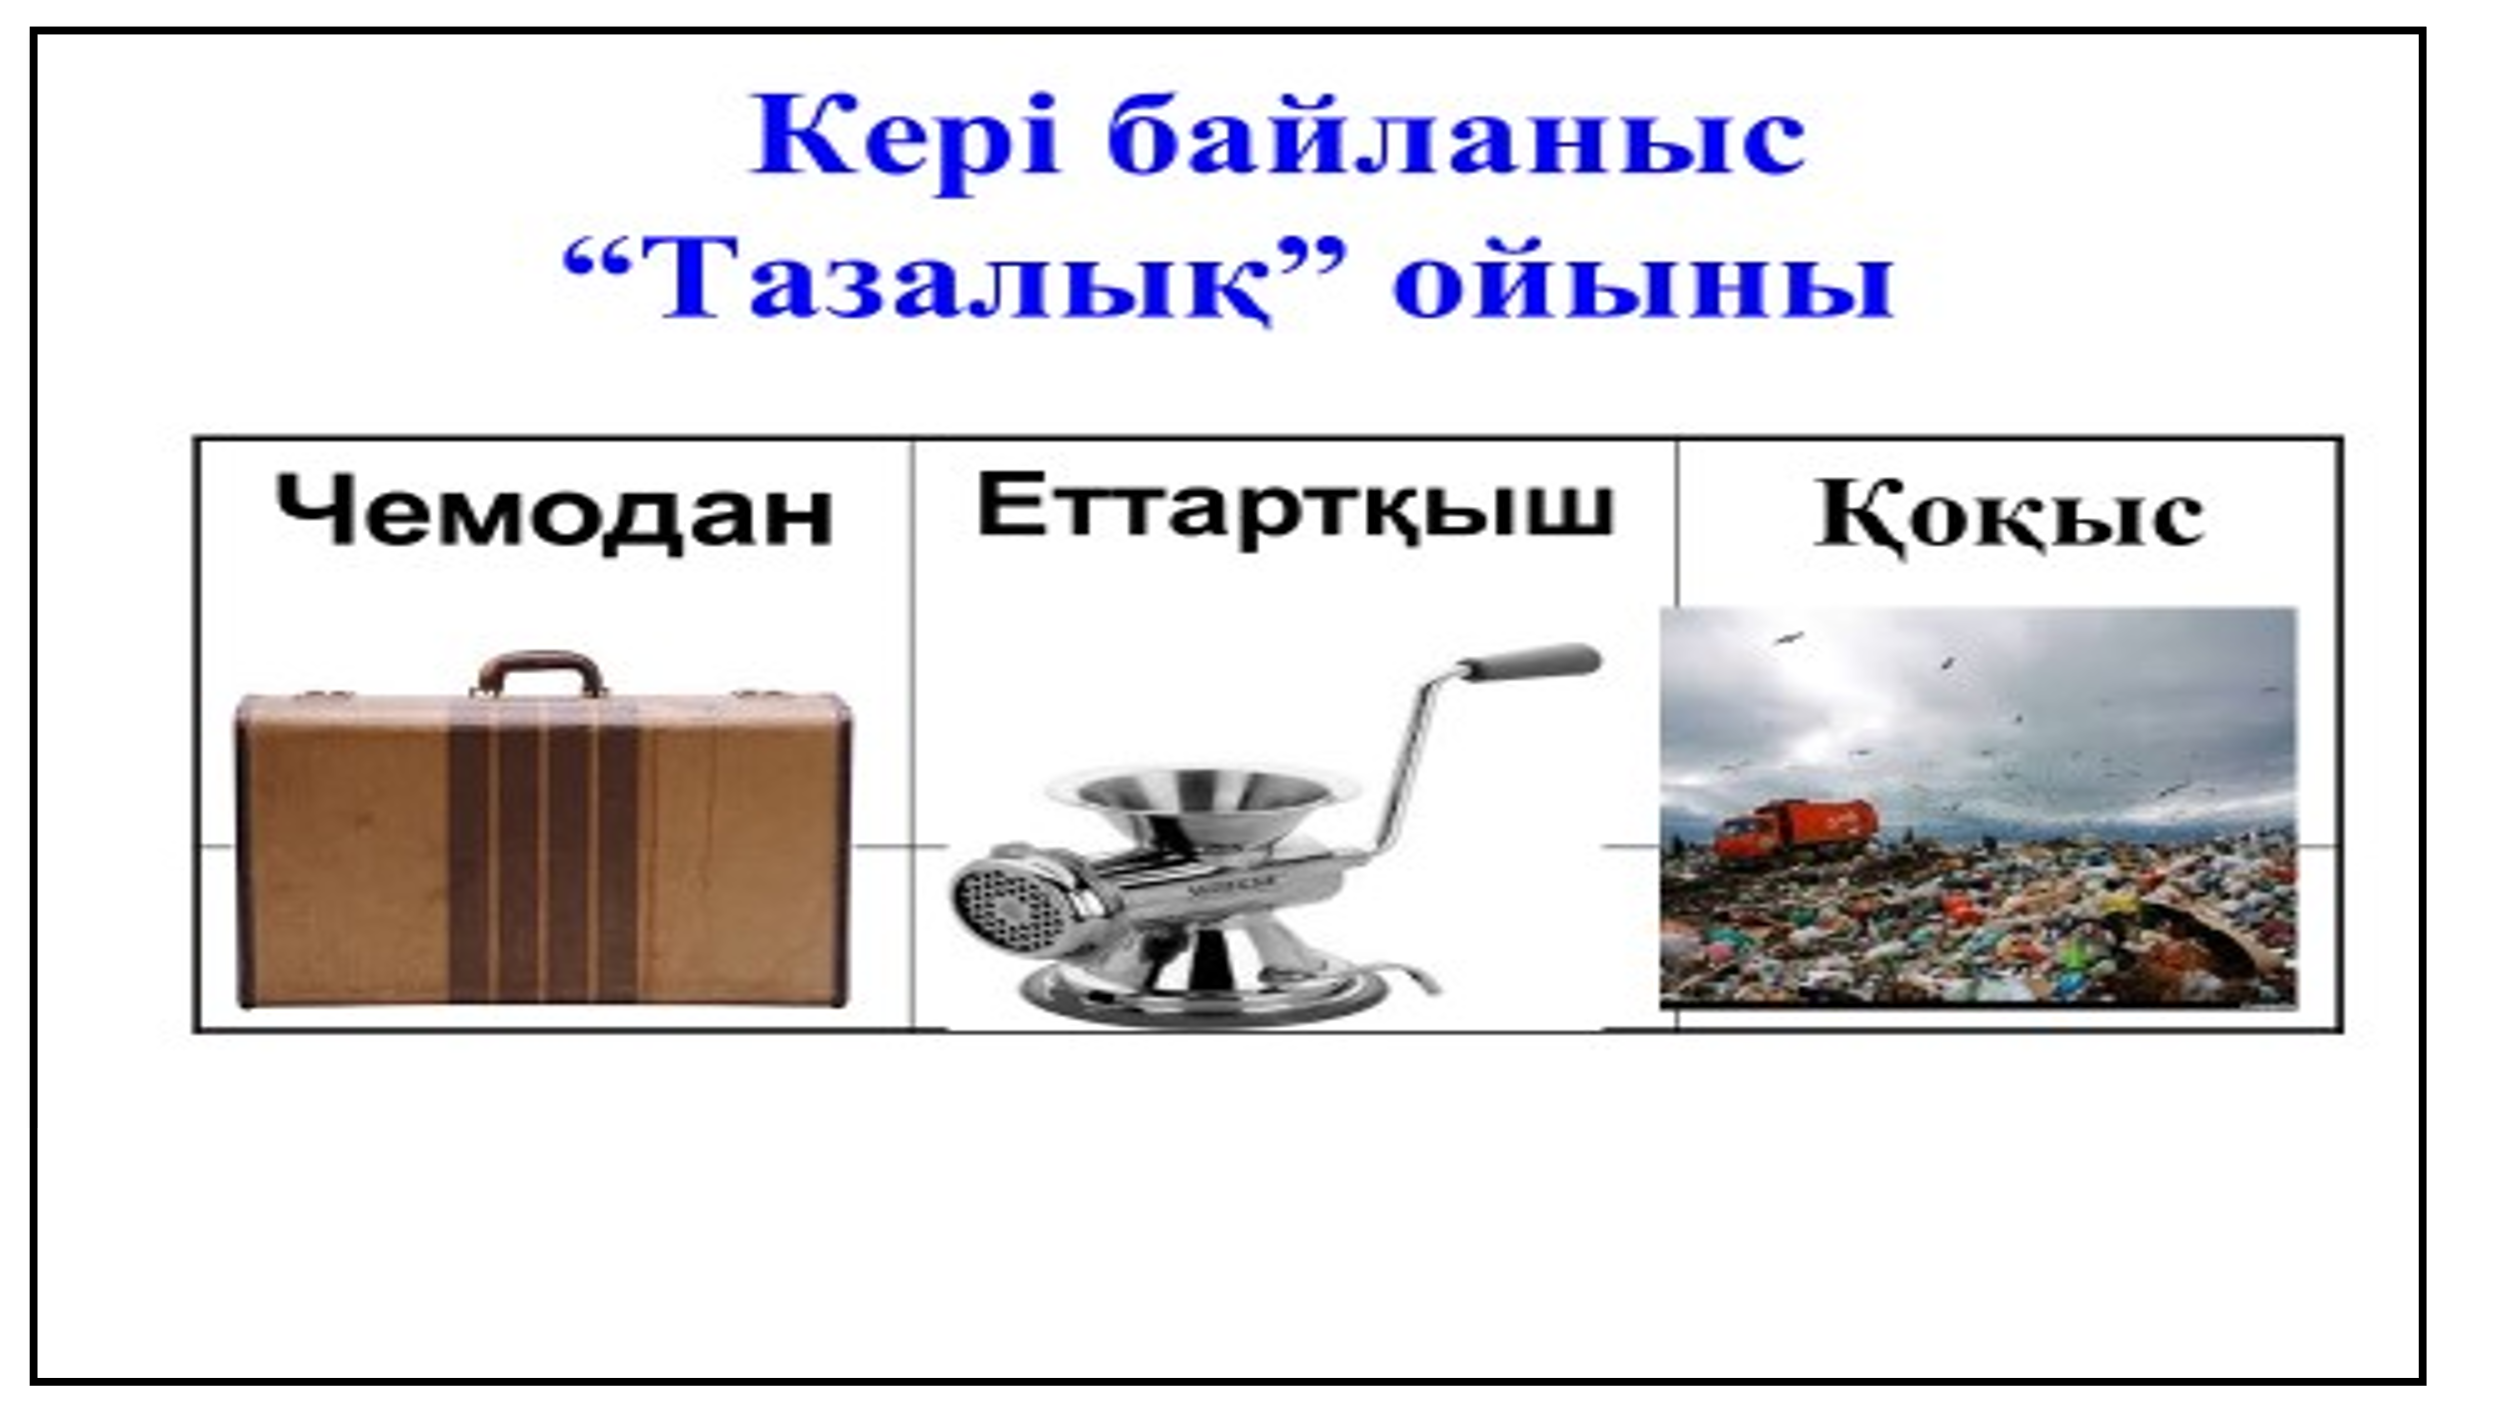 Кері байланыс
“Тазалық” ойыны
Чемодан
Еттартқыш
Қоқыс